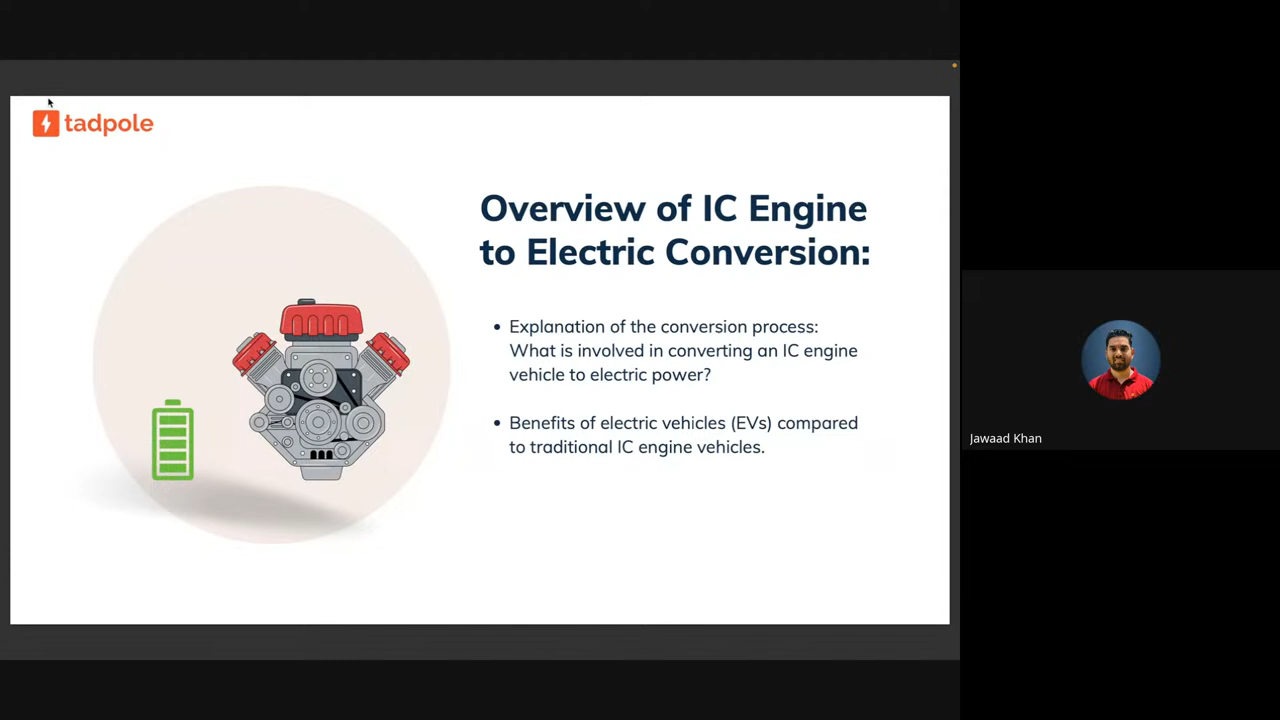 tadpole
Overview of IC Engine
to Electric Conversion:
• Explanation of the conversion process:
What is involved in converting an IC engine
vehicle to electric power?
• Benefits of electric vehicles (EVs) compared
to traditional IC engine vehicles.
Jawaad Khan